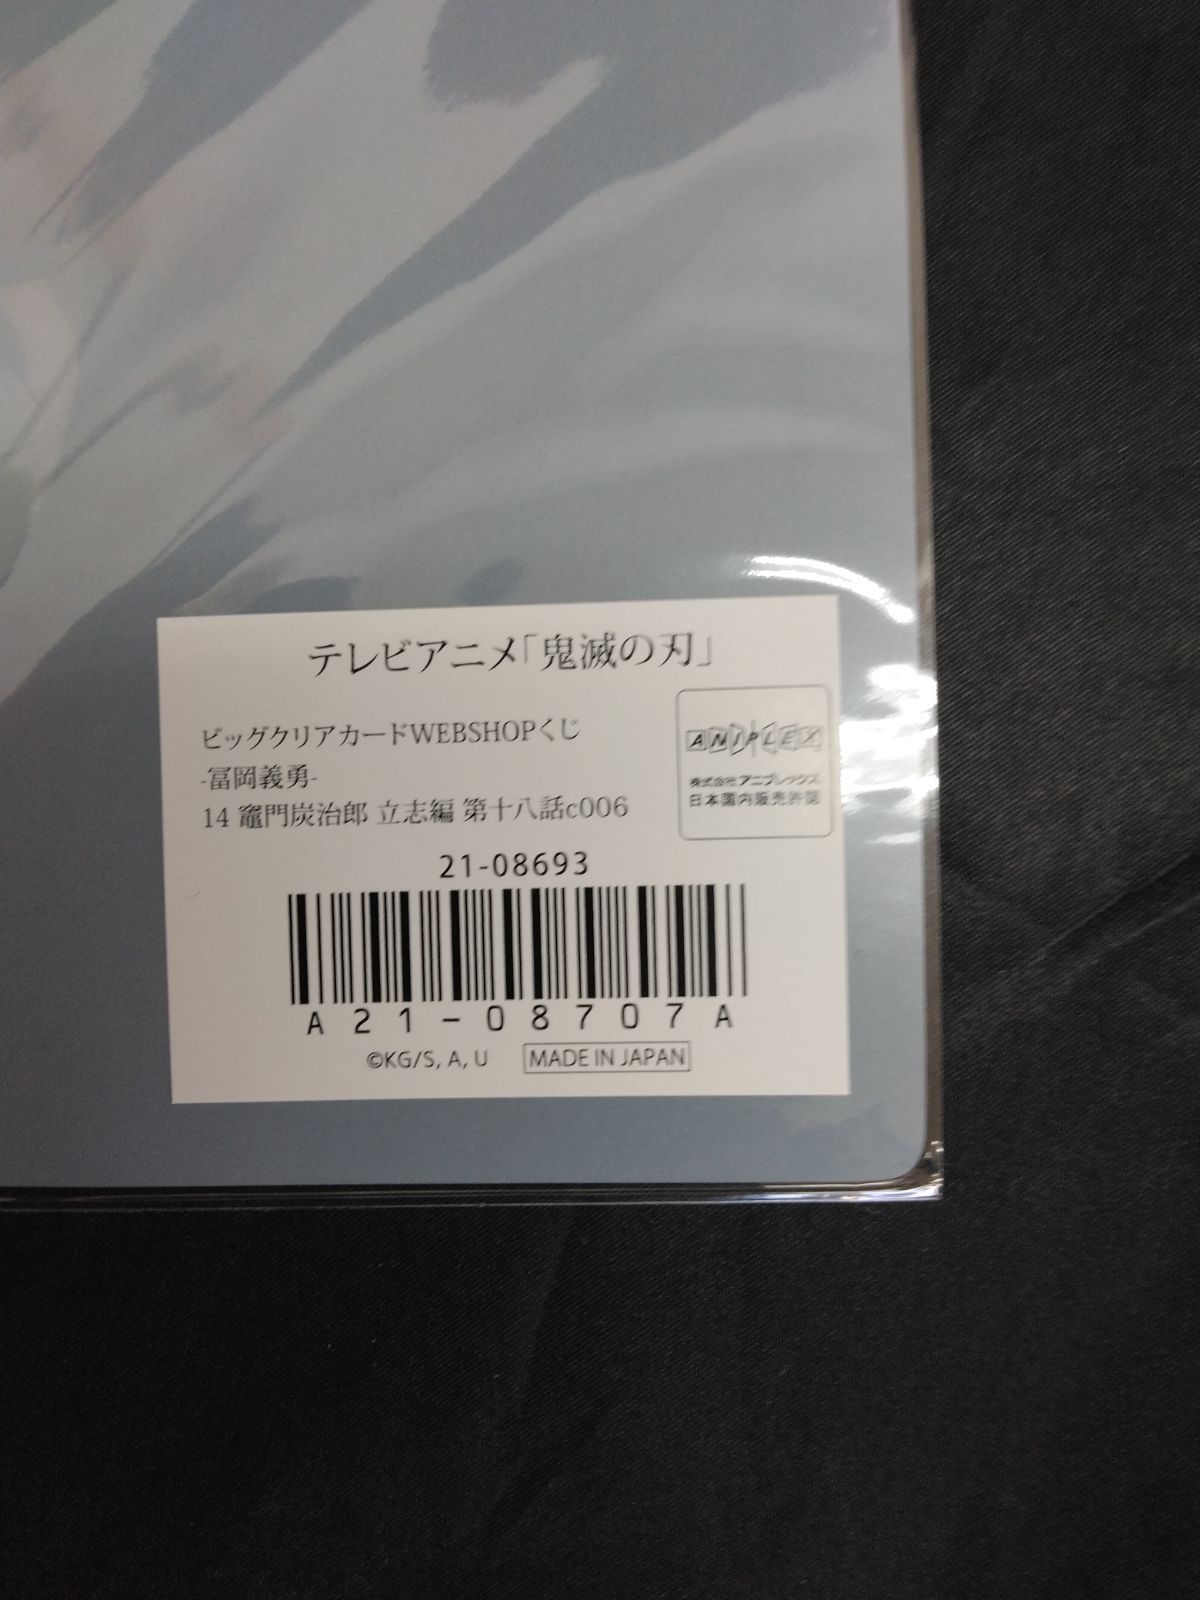 テレビアニメ「鬼滅の刃」
ビッグクリアカードWEBSHOPくじ
-冨岡義勇-
14 竈門炭治郎 立志編 第十八話c006
ANIPLEX
株式会社アニプレックス
日本国内販売許諾
21-08693
A21-08707A
©KG/S, A, U
MADE IN JAPAN